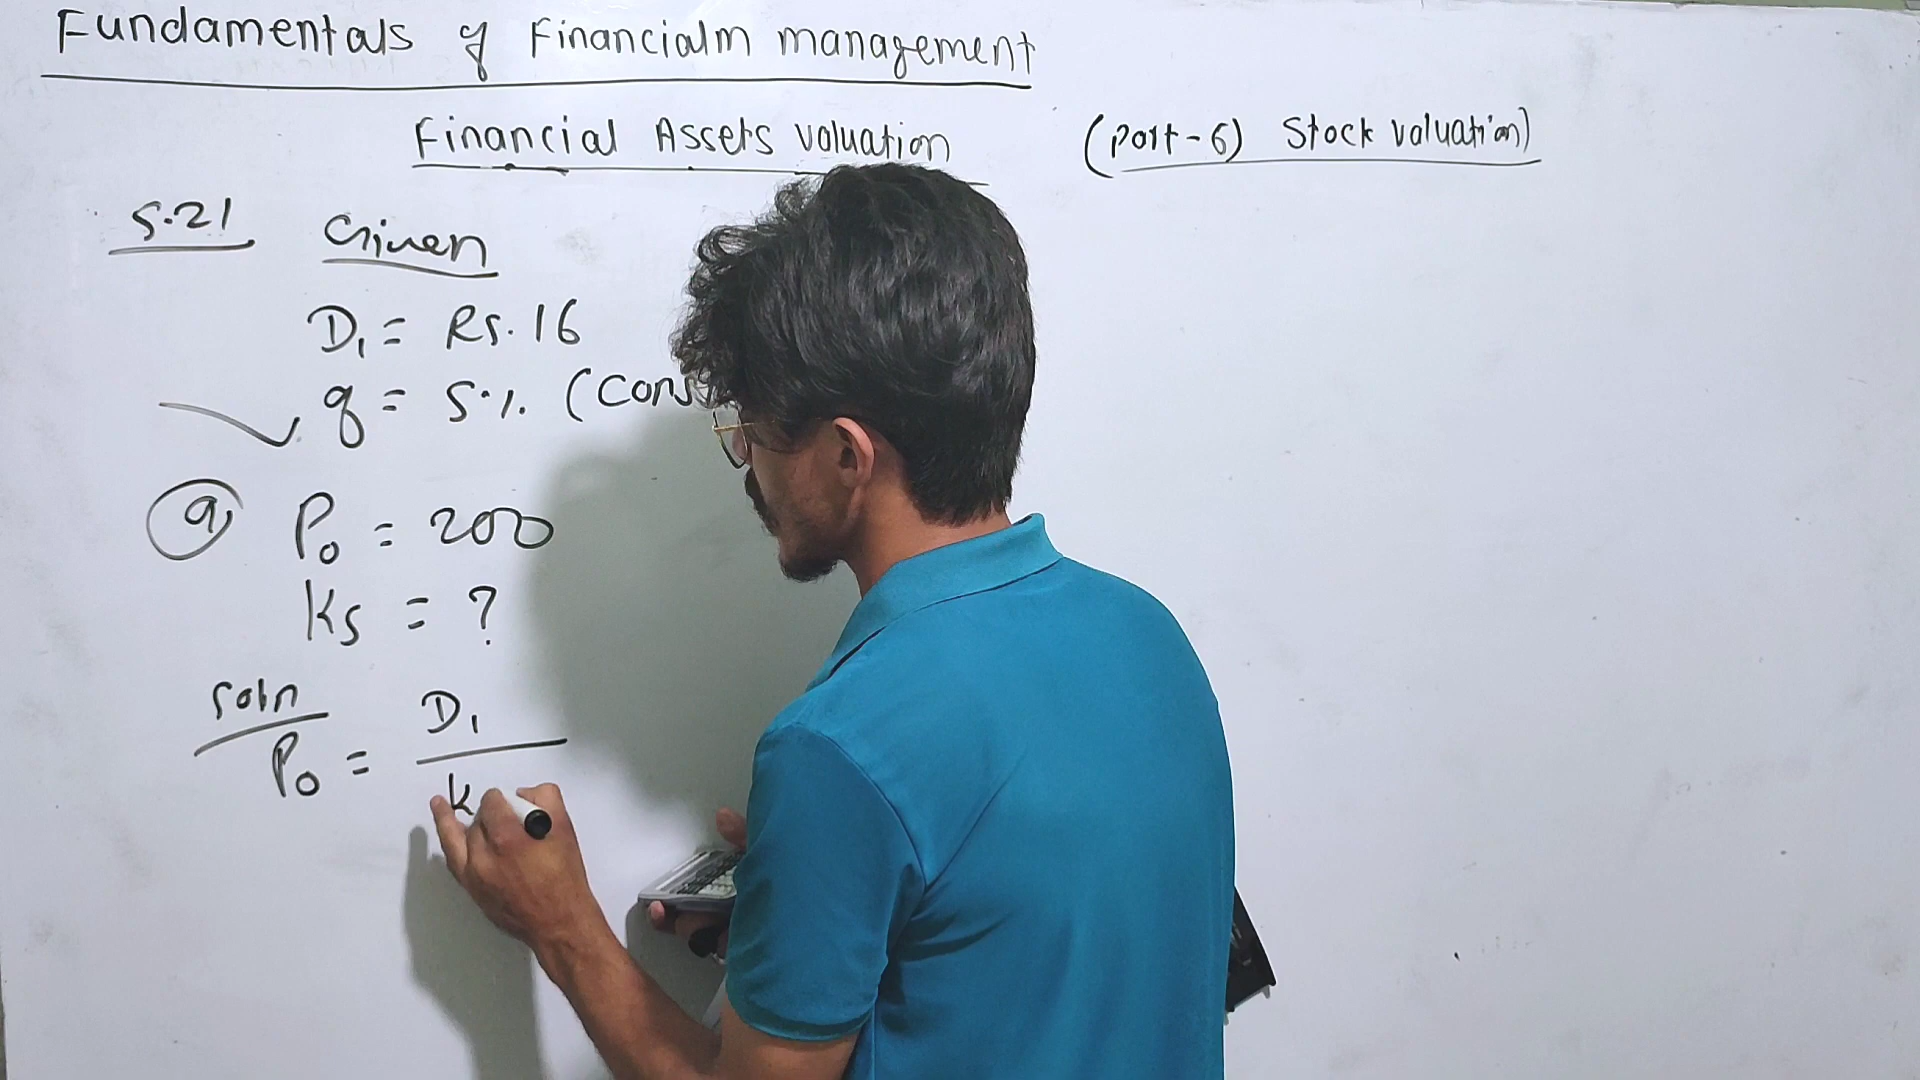 Fundamentals of Financialm management
Financial Assets valuation (part-6) Stock valuation)
5.21 Given
D₁ = Rs. 16
g = 5% (Cons
a, P₀ = 200
Ks = ?
soln
P₀ = D₁
k